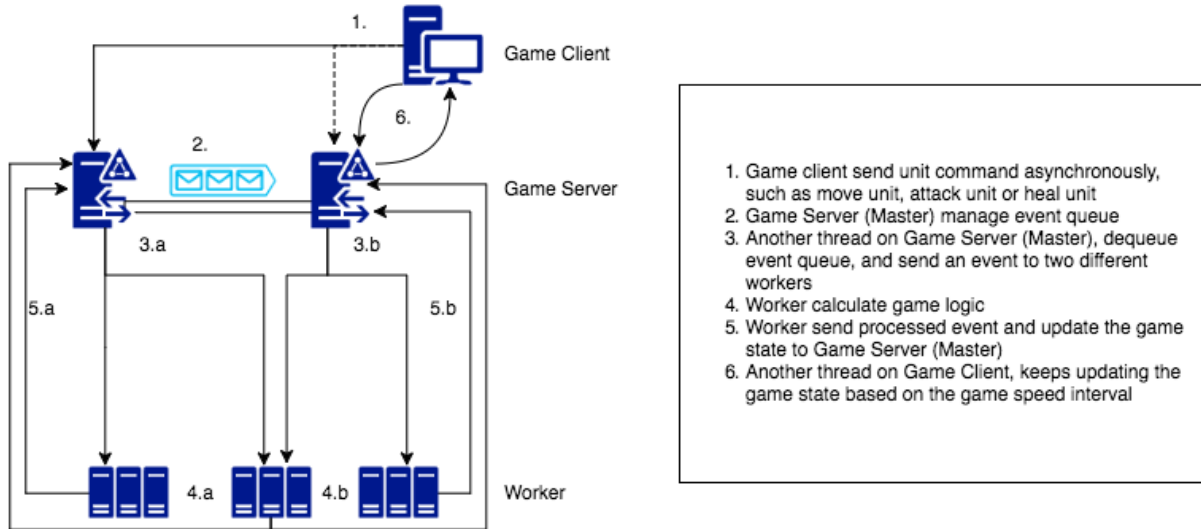 1.
Game Client
6.
2.
Game Server
3.a
3.b
5.a
5.b
4.a
4.b
Worker
1. Game client send unit command asynchronously,
such as move unit, attack unit or heal unit
2. Game Server (Master) manage event queue
3. Another thread on Game Server (Master), dequeue
event queue, and send an event to two different
workers
4. Worker calculate game logic
5. Worker send processed event and update the game
state to Game Server (Master)
6. Another thread on Game Client, keeps updating the
game state based on the game speed interval